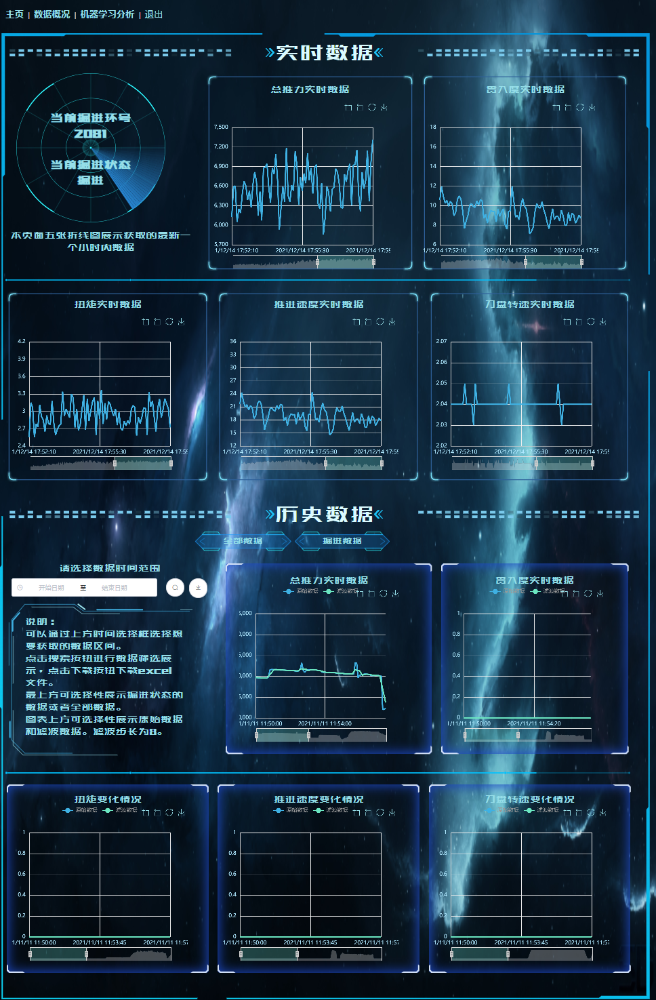 主页 | 数据概况 | 机器学习分析 | 退出
实时数据
当前掘进环号
2081
当前掘进状态
掘进
本页面五张折线图展示获取的最新一
个小时内数据
总推力实时数据
7,500
7,200
6,900
6,600
6,300
6,000
5,700
1/12/14 17:52:10 2021/12/14 17:55:30 2021/12/14 17:5
贯入度实时数据
18
16
14
12
10
8
6
1/12/14 17:52:10 2021/12/14 17:55:30 2021/12/14 17:5
扭矩实时数据
4.2
3.9
3.6
3.3
3
2.7
2.4
1/12/14 17:52:10 2021/12/14 17:55:30 2021/12/14 17:5
推进速度实时数据
36
33
30
27
24
21
18
15
12
1/12/14 17:52:10 2021/12/14 17:55:30 2021/12/14 17:5
刀盘转速实时数据
2.07
2.06
2.05
2.04
2.03
2.02
1/12/14 17:52:10 2021/12/14 17:55:30 2021/12/14 17:5
历史数据
全部数据 掘进数据
请选择数据时间范围
开始日期 至 结束日期
说明：
可以通过上方时间选择框选择想
要获取的数据区间。
点击搜索按钮进行数据筛选展
示，点击下载按钮下载excel
文件。
最上方可选择性展示掘进状态的
数据或者全部数据。
图表上方可选择性展示原始数据
和滤波数据。滤波步长为8。
总推力实时数据
原始数据 滤波数据
5,000
0,000
5,000
0,000
5,000
0,000
1/11/11 11:50:00 2021/11/11 11:54:00
贯入度实时数据
原始数据 滤波数据
1
0.8
0.6
0.4
0.2
0
1/11/11 11:50:00 2021/11/11 11:54:20
扭矩变化情况
原始数据 滤波数据
1
0.8
0.6
0.4
0.2
0
1/11/11 11:50:00 2021/11/11 11:53:45 2021/11/11 11:57
推进速度变化情况
原始数据 滤波数据
1
0.8
0.6
0.4
0.2
0
1/11/11 11:50:00 2021/11/11 11:53:45 2021/11/11 11:57
刀盘转速变化情况
原始数据 滤波数据
1
0.8
0.6
0.4
0.2
0
1/11/11 11:50:00 2021/11/11 11:53:45 2021/11/11 11:57